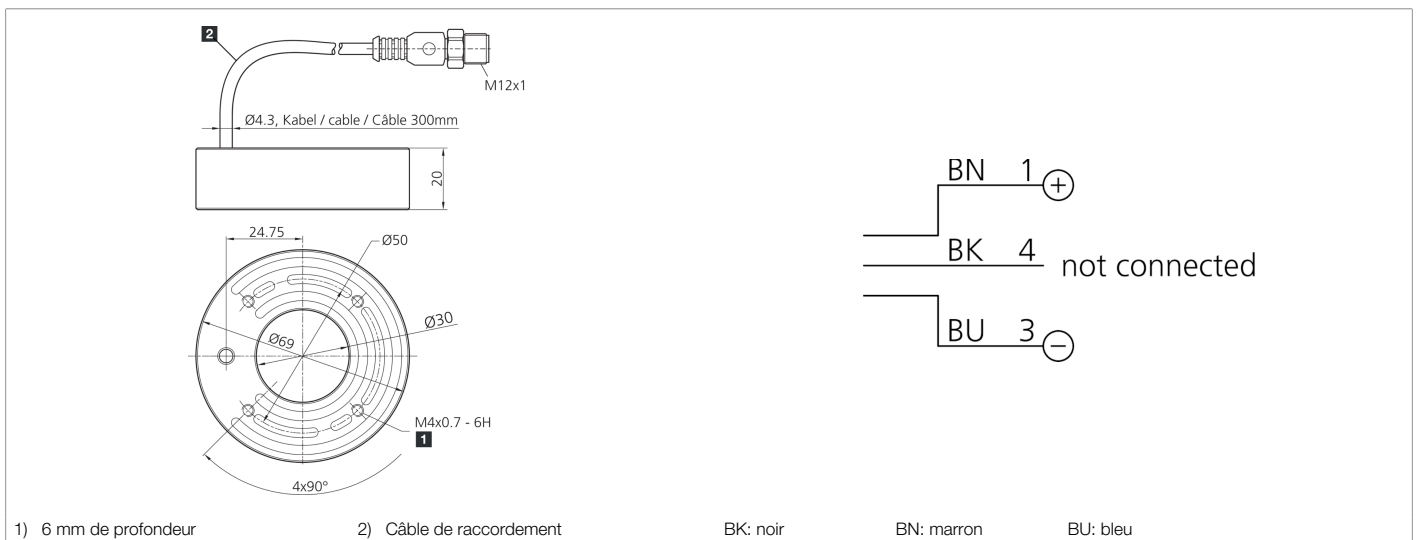 2
M12x1
Ø4.3, Kabel / cable / Câble 300mm
20
24.75
Ø50
Ø30
Ø69
M4x0.7 - 6H
1
4x90°
BN 1 +
BK 4 not connected
BU 3 −
1) 6 mm de profondeur 2) Câble de raccordement BK: noir BN: marron BU: bleu